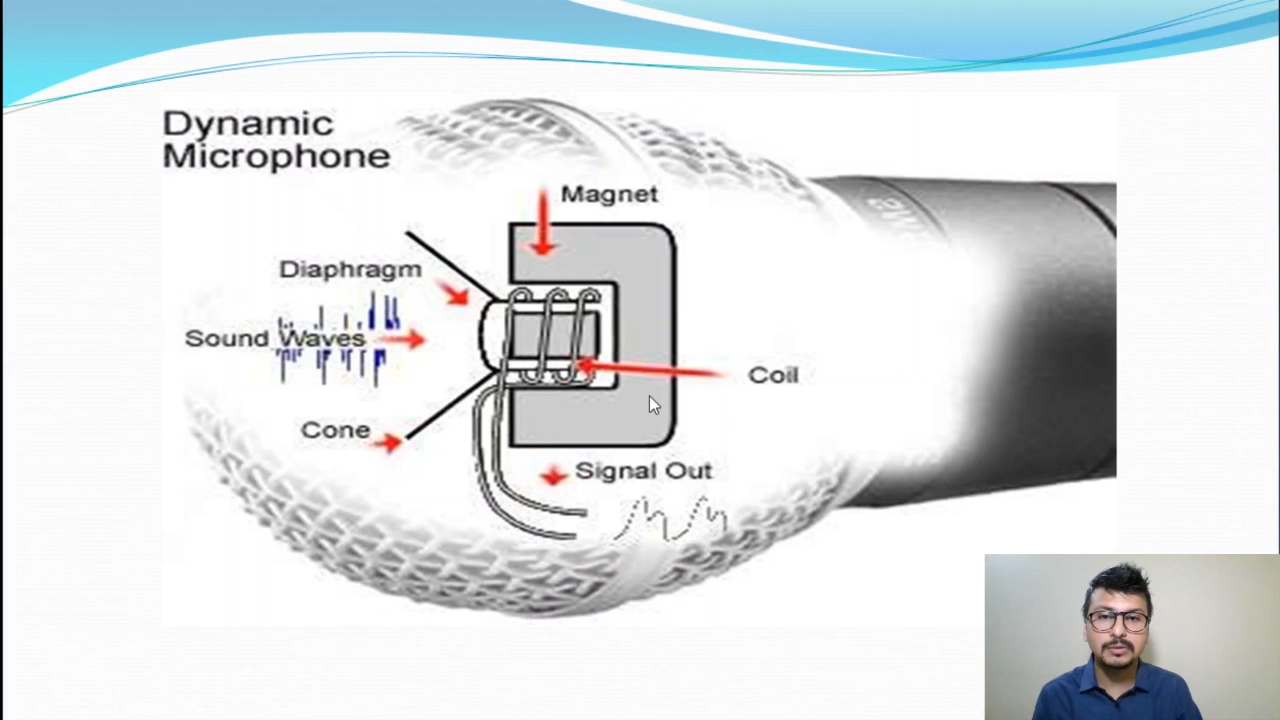 Dynamic
Microphone
Magnet
Diaphragm
Sound Waves
Coil
Cone
Signal Out